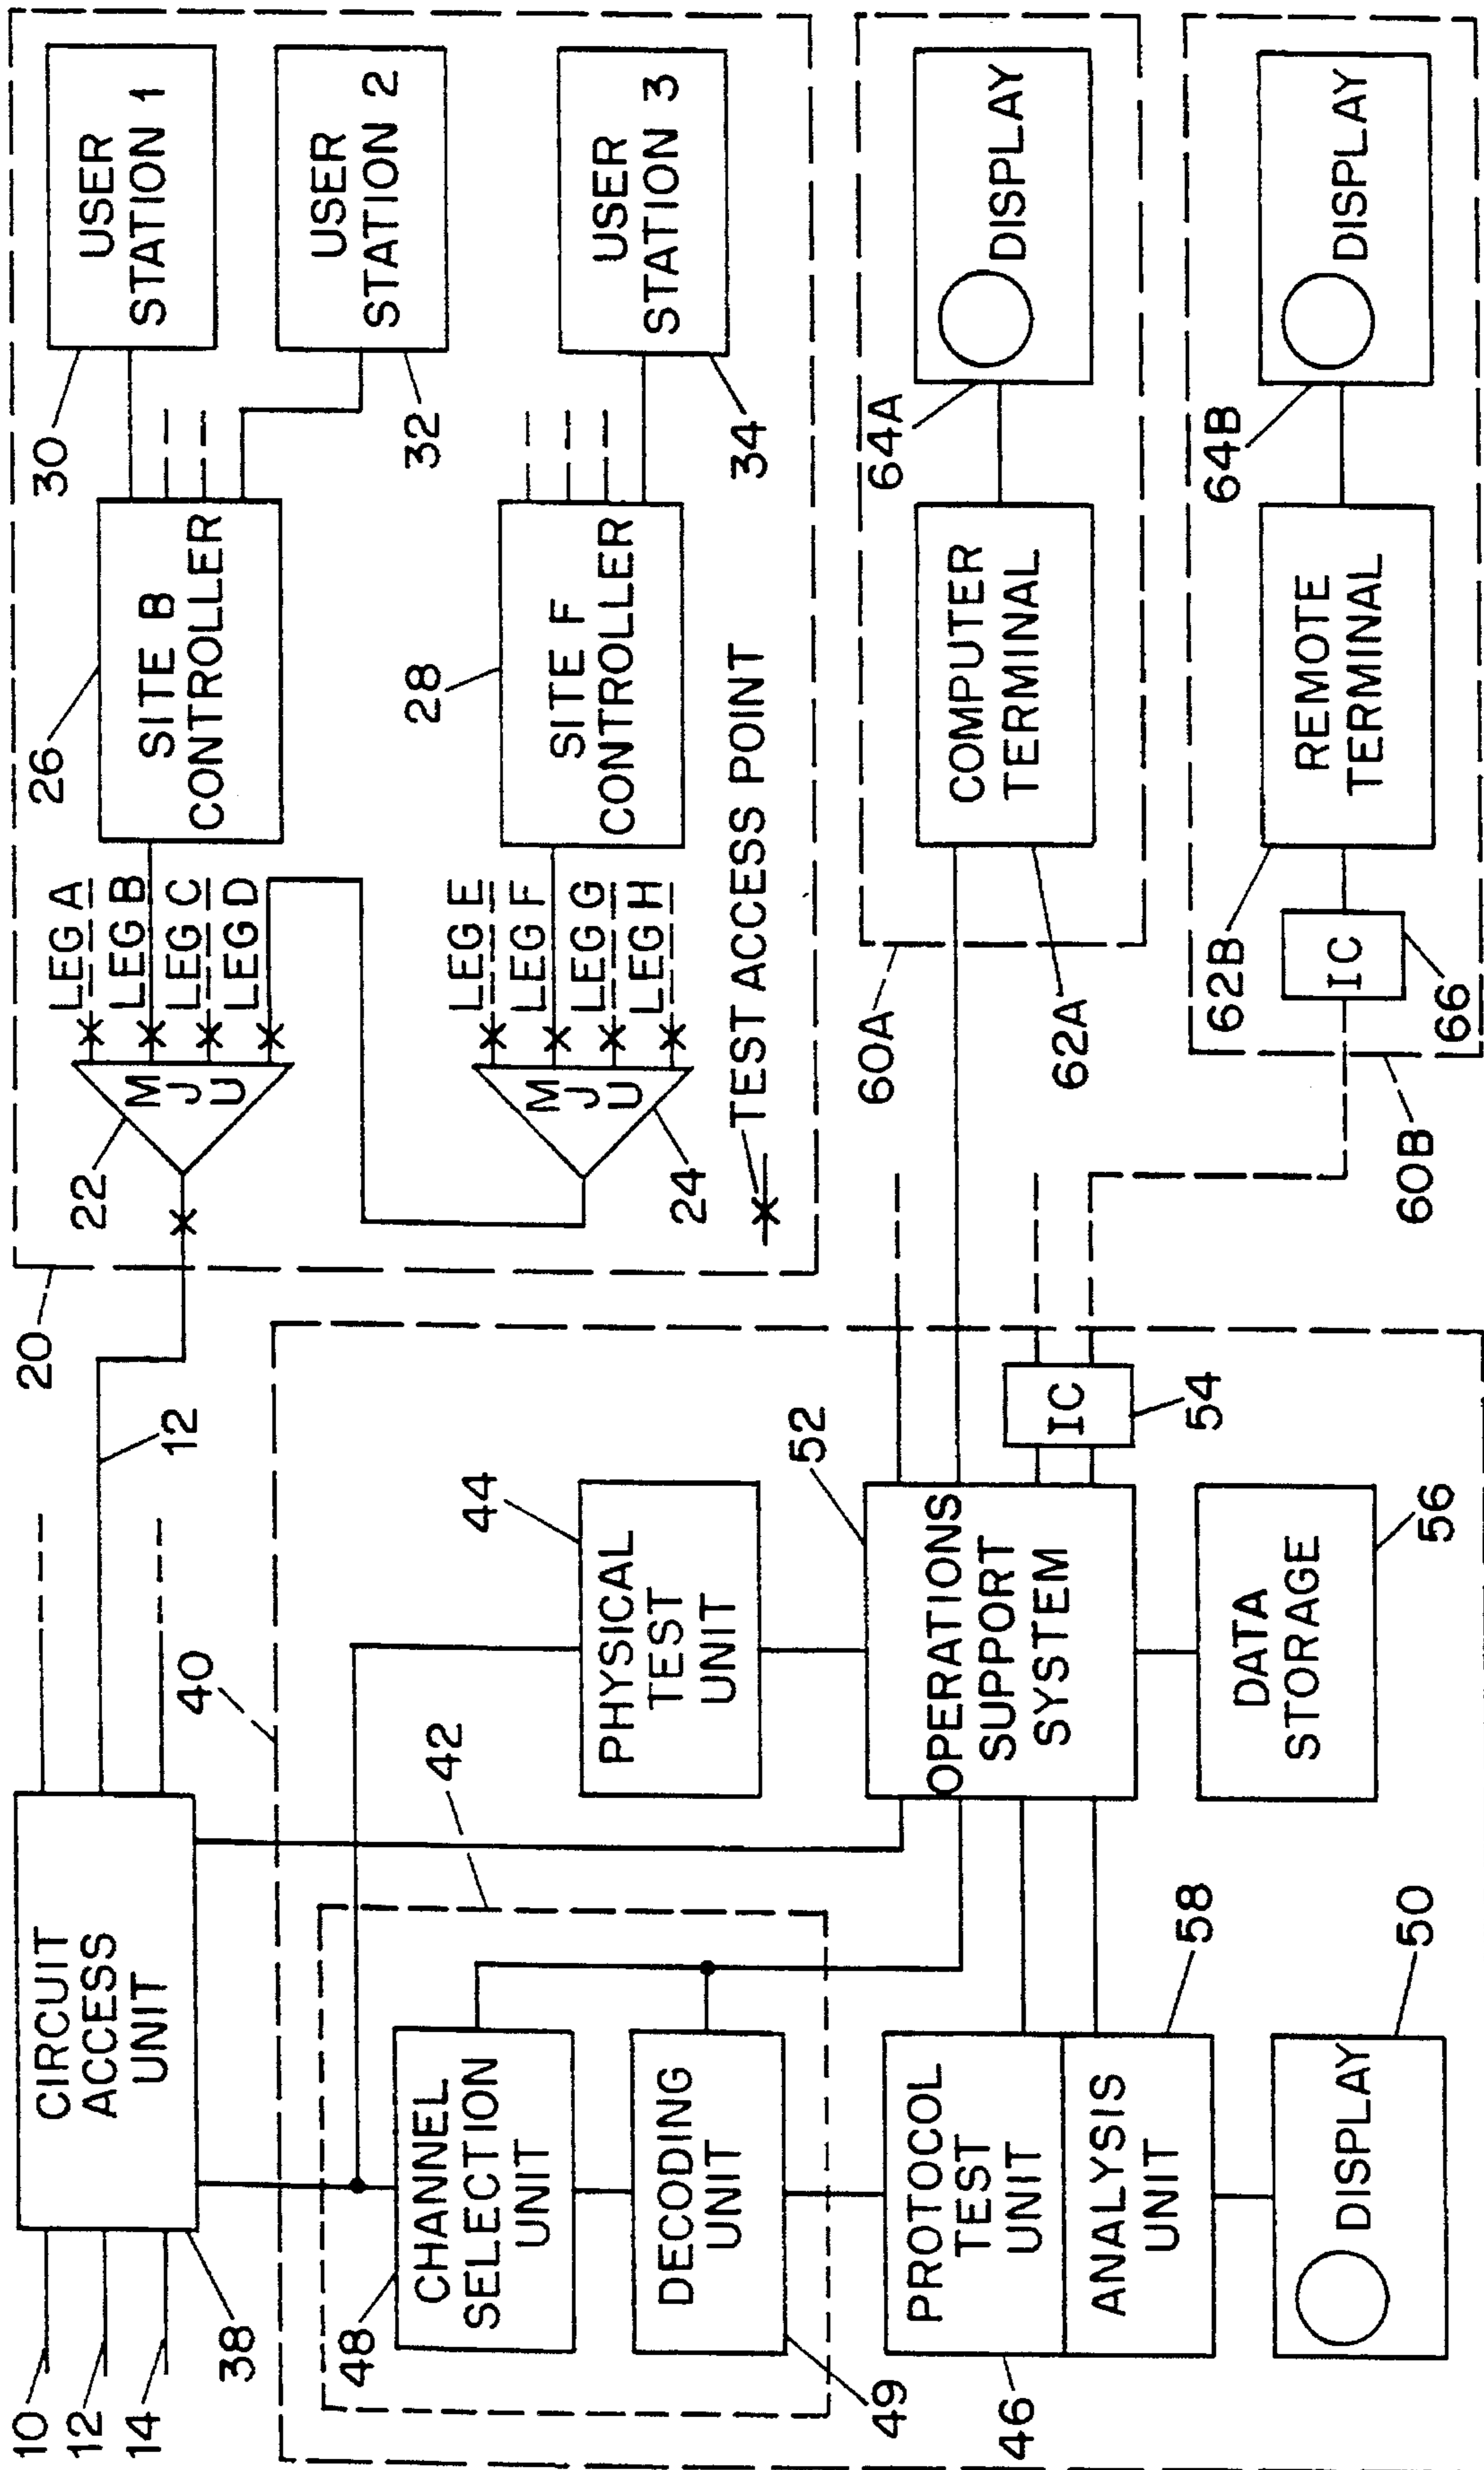 10
12
14
38
CIRCUIT
ACCESS
UNIT
12
20
22
MJU
LEG A
LEG B
LEG C
LEG D
26
SITE B
CONTROLLER
30
USER
STATION 1
32
USER
STATION 2
24
MJU
LEG E
LEG F
LEG G
LEG H
28
SITE F
CONTROLLER
34
USER
STATION 3
TEST ACCESS POINT
40
42
48
CHANNEL
SELECTION
UNIT
49
DECODING
UNIT
44
PHYSICAL
TEST
UNIT
46
PROTOCOL
TEST
UNIT
58
ANALYSIS
UNIT
50
DISPLAY
52
OPERATIONS
SUPPORT
SYSTEM
IC
54
DATA
STORAGE
56
60A
62A
COMPUTER
TERMINAL
64A
DISPLAY
60B
IC
66
62B
REMOTE
TERMINAL
64B
DISPLAY